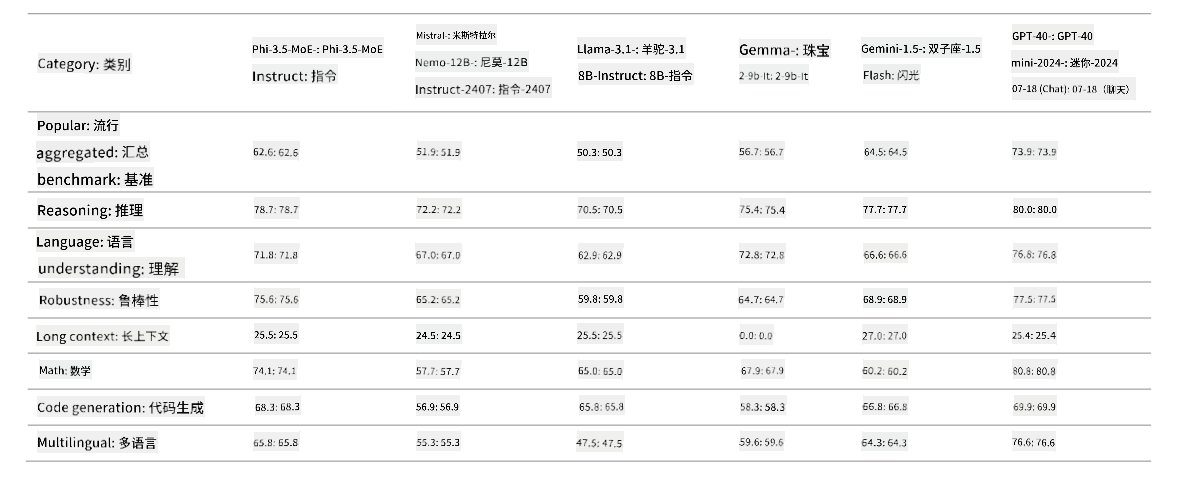 Category: 类别
Phi-3.5-MoE-: Phi-3.5-MoE
Instruct: 指令
Mistral-: 米斯特拉尔
Nemo-12B-: 尼莫-12B
Instruct-2407: 指令-2407
Llama-3.1-: 羊驼-3.1
8B-Instruct: 8B-指令
Gemma-: 珠宝
2-9b-It: 2-9b-It
Gemini-1.5-: 双子座-1.5
Flash: 闪光
GPT-40-: GPT-40
mini-2024-: 迷你-2024
07-18 (Chat): 07-18（聊天）
Popular: 流行
aggregated: 汇总
benchmark: 基准
62.6: 62.6
51.9: 51.9
50.3: 50.3
56.7: 56.7
64.5: 64.5
73.9: 73.9
Reasoning: 推理
78.7: 78.7
72.2: 72.2
70.5: 70.5
75.4: 75.4
77.7: 77.7
80.0: 80.0
Language: 语言
understanding: 理解
71.8: 71.8
67.0: 67.0
62.9: 62.9
72.8: 72.8
66.6: 66.6
76.8: 76.8
Robustness: 鲁棒性
75.6: 75.6
65.2: 65.2
59.8: 59.8
64.7: 64.7
68.9: 68.9
77.5: 77.5
Long context: 长上下文
25.5: 25.5
24.5: 24.5
25.5: 25.5
0.0: 0.0
27.0: 27.0
25.4: 25.4
Math: 数学
74.1: 74.1
57.7: 57.7
65.0: 65.0
67.9: 67.9
60.2: 60.2
80.8: 80.8
Code generation: 代码生成
68.3: 68.3
56.9: 56.9
65.8: 65.8
58.3: 58.3
66.8: 66.8
69.9: 69.9
Multilingual: 多语言
65.8: 65.8
55.3: 55.3
47.5: 47.5
59.6: 59.6
64.3: 64.3
76.6: 76.6